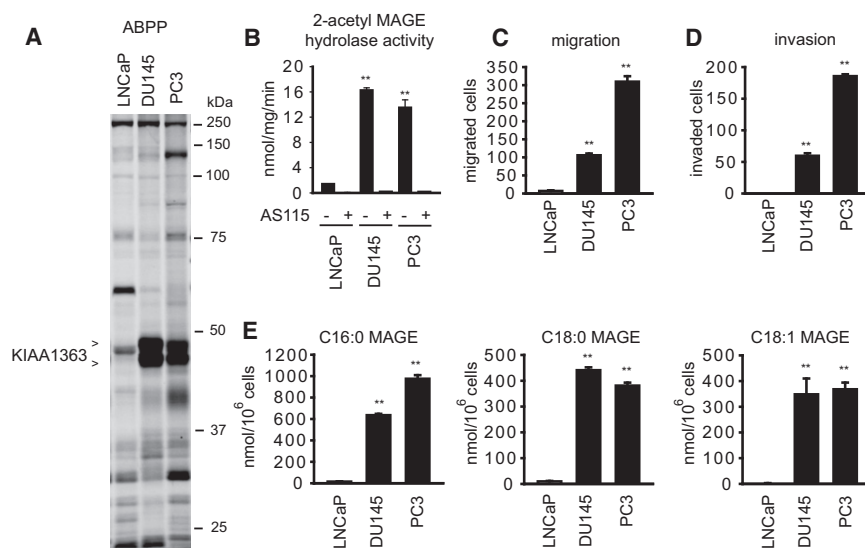 A
ABPP
LNCaP
DU145
PC3
kDa
250
150
100
75
50
37
25
KIAA1363
>
>
B
2-acetyl MAGE
hydrolase activity
nmol/mg/min
20
16
12
8
4
0
**
**
AS115
- + - + - +
LNCaP
DU145
PC3
C
migration
migrated cells
350
300
250
200
150
100
50
0
**
**
LNCaP
DU145
PC3
D
invasion
invaded cells
200
150
100
50
0
**
**
LNCaP
DU145
PC3
E
C16:0 MAGE
nmol/10^6 cells
1200
1000
800
600
400
200
0
**
**
LNCaP
DU145
PC3
C18:0 MAGE
nmol/10^6 cells
500
400
300
200
100
0
**
**
LNCaP
DU145
PC3
C18:1 MAGE
nmol/10^6 cells
500
400
300
200
100
0
**
**
LNCaP
DU145
PC3